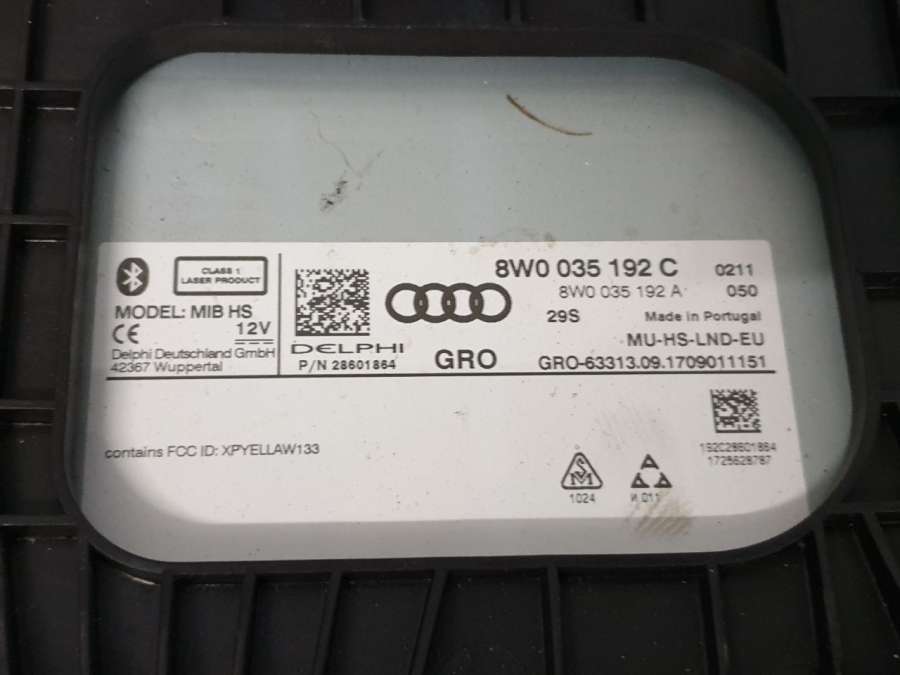 CLASS 1
LASER PRODUCT
MODEL: MIB HS
12V
CE
Delphi Deutschland GmbH
42367 Wuppertal
DELPHI
P/N 28601864
GRO
8W0 035 192 C
0211
8W0 035 192 A
050
29S
Made in Portugal
MU-HS-LND-EU
GRO-63313.09.1709011151
contains FCC ID: XPYELLAW133
SM
1024
И 011
192C28601864
1725628787